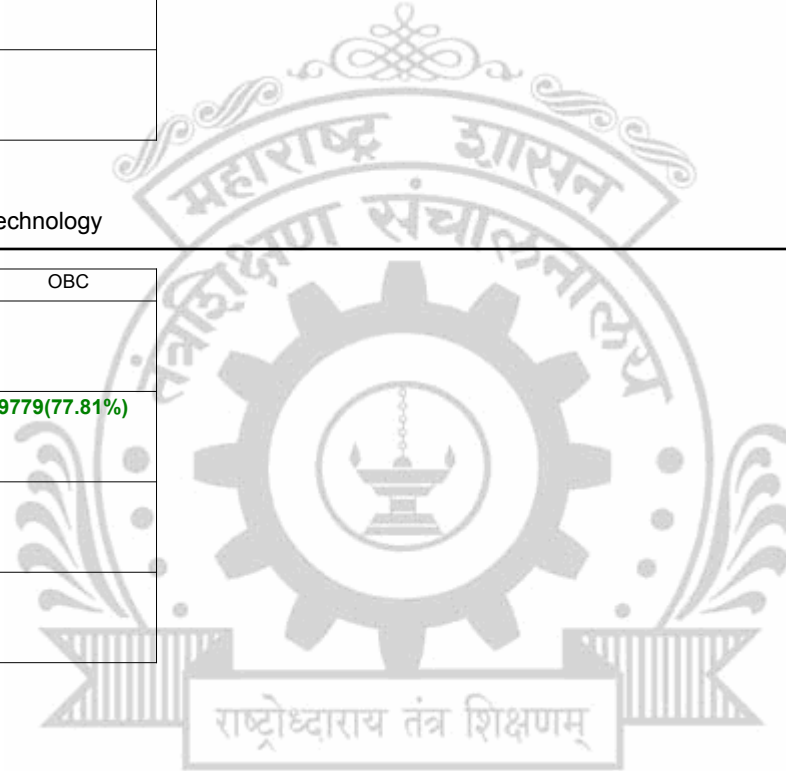 महाराष्ट्र शासन
तंत्रशिक्षण संचालनालय
echnology
OBC
9779(77.81%)
राष्ट्रोध्दाराय तंत्र शिक्षणम्